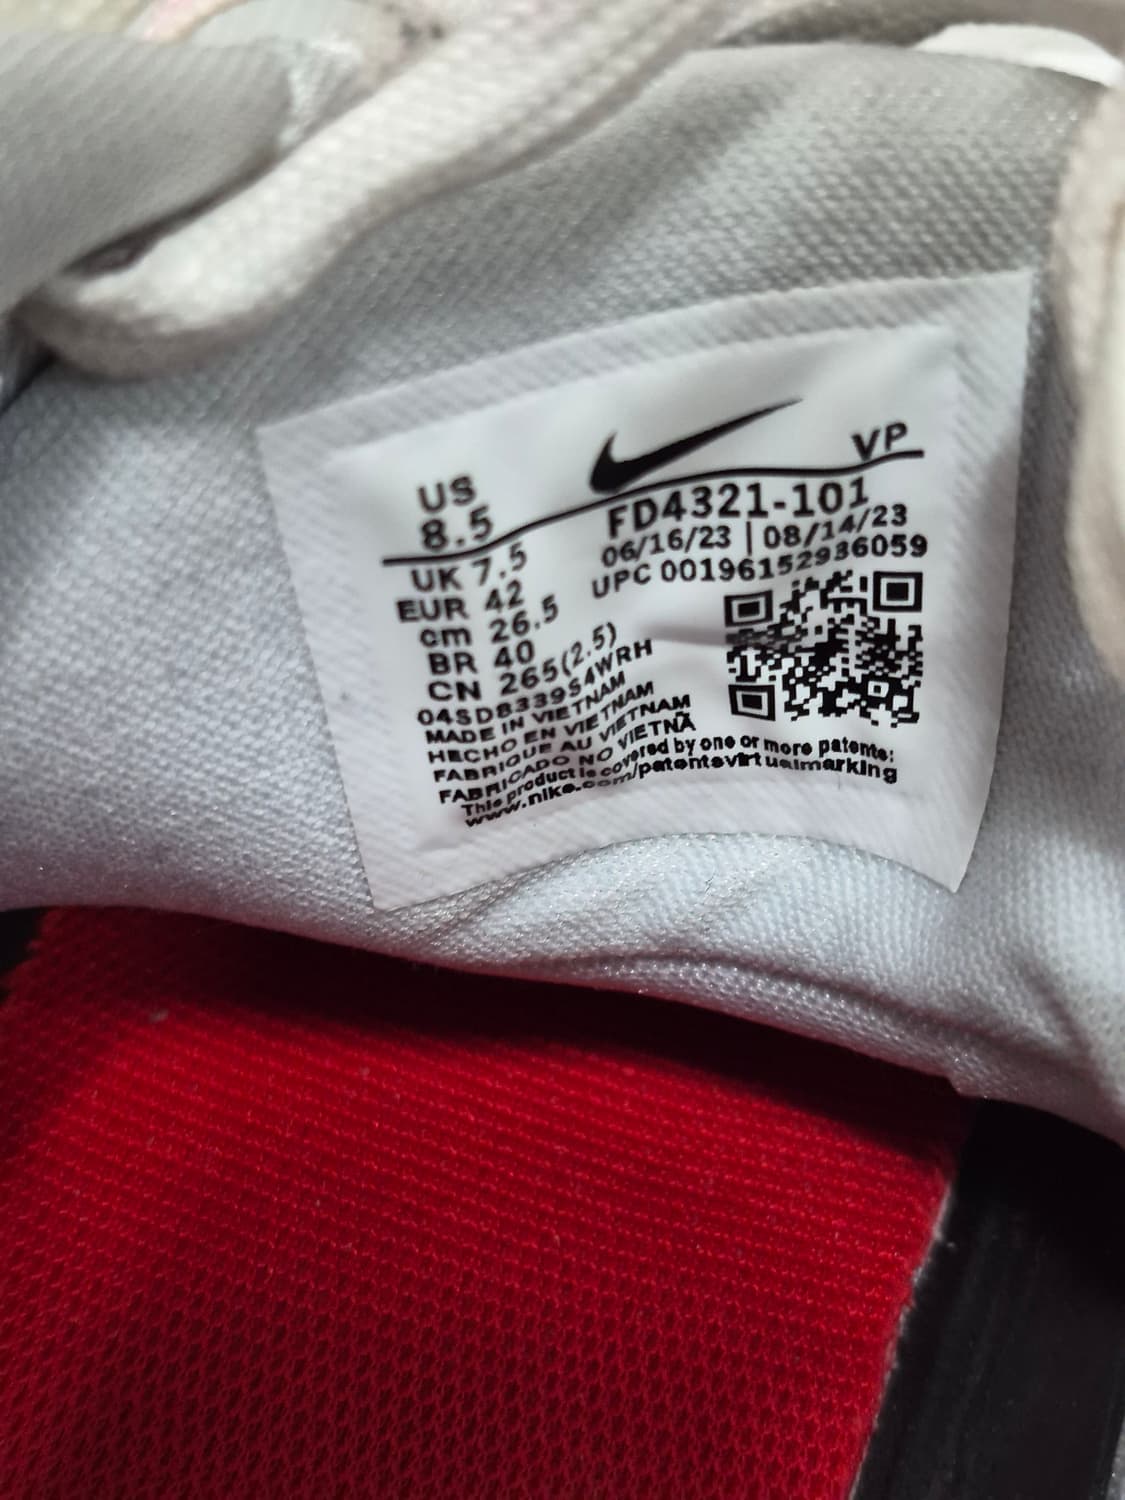 US
8.5
VP
FD4321-101
06/16/23 | 08/14/23
UPC 00196152936059
UK 7.5
EUR 42
cm 26.5
BR 40
CN 265(2.5)
04SD833954WRH
MADE IN VIETNAM
HECHO EN VIETNAM
FABRIQUE AU VIETNAM
FABRICADO NO VIETNÃ
This product is covered by one or more patents:
www.nike.com/patentsvirtualmarking